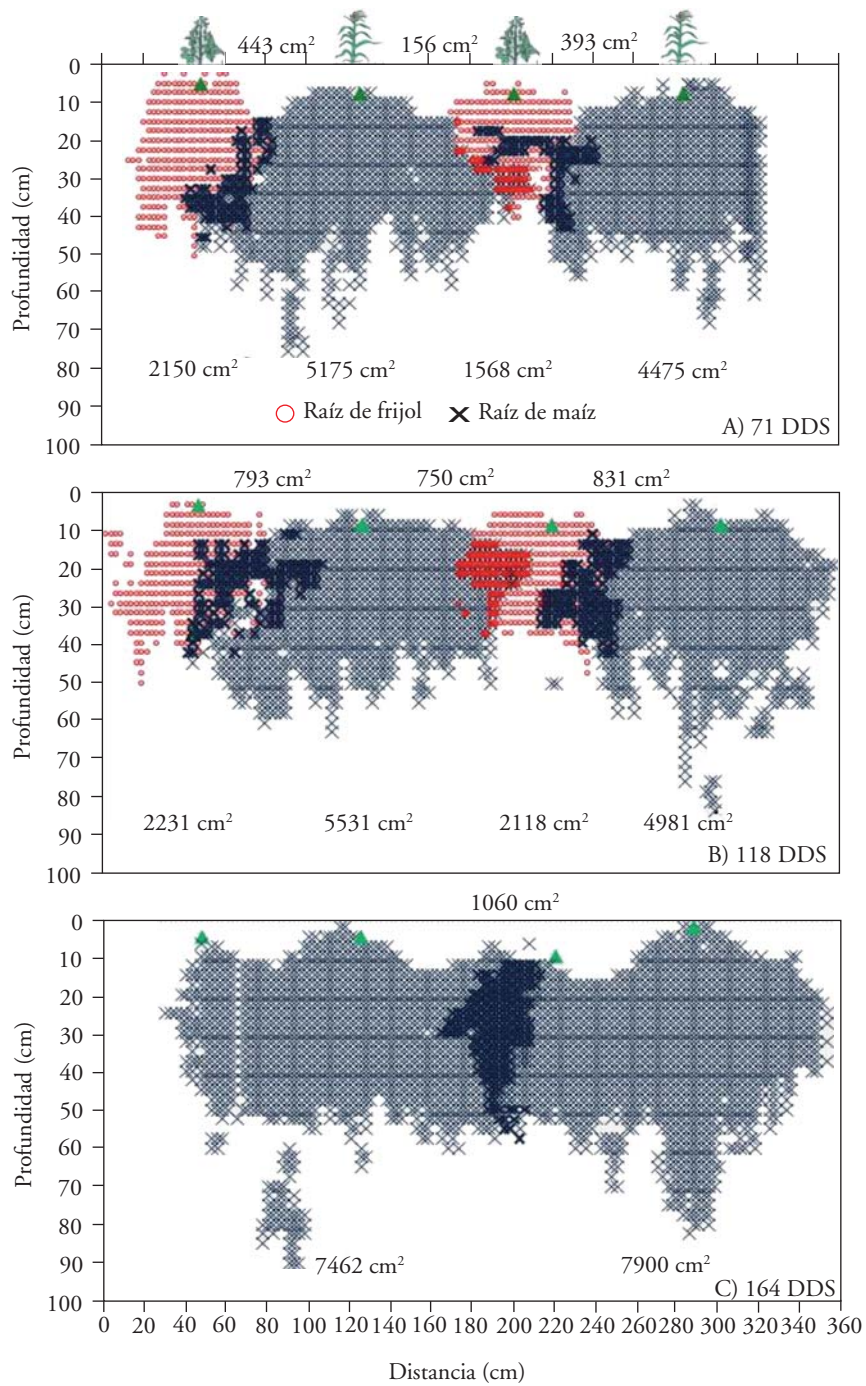 443 cm² 156 cm² 393 cm²
0
10
20
30
40
50
60
70
80
90
100
Profundidad (cm)
2150 cm² 5175 cm² 1568 cm² 4475 cm²
Raíz de frijol Raíz de maíz
A) 71 DDS
793 cm² 750 cm² 831 cm²
0
10
20
30
40
50
60
70
80
90
100
Profundidad (cm)
2231 cm² 5531 cm² 2118 cm² 4981 cm²
B) 118 DDS
1060 cm²
0
10
20
30
40
50
60
70
80
90
100
Profundidad (cm)
7462 cm² 7900 cm²
C) 164 DDS
0 20 40 60 80 100 120 140 160 180 200 220 240 260 280 300 320 340 360
Distancia (cm)